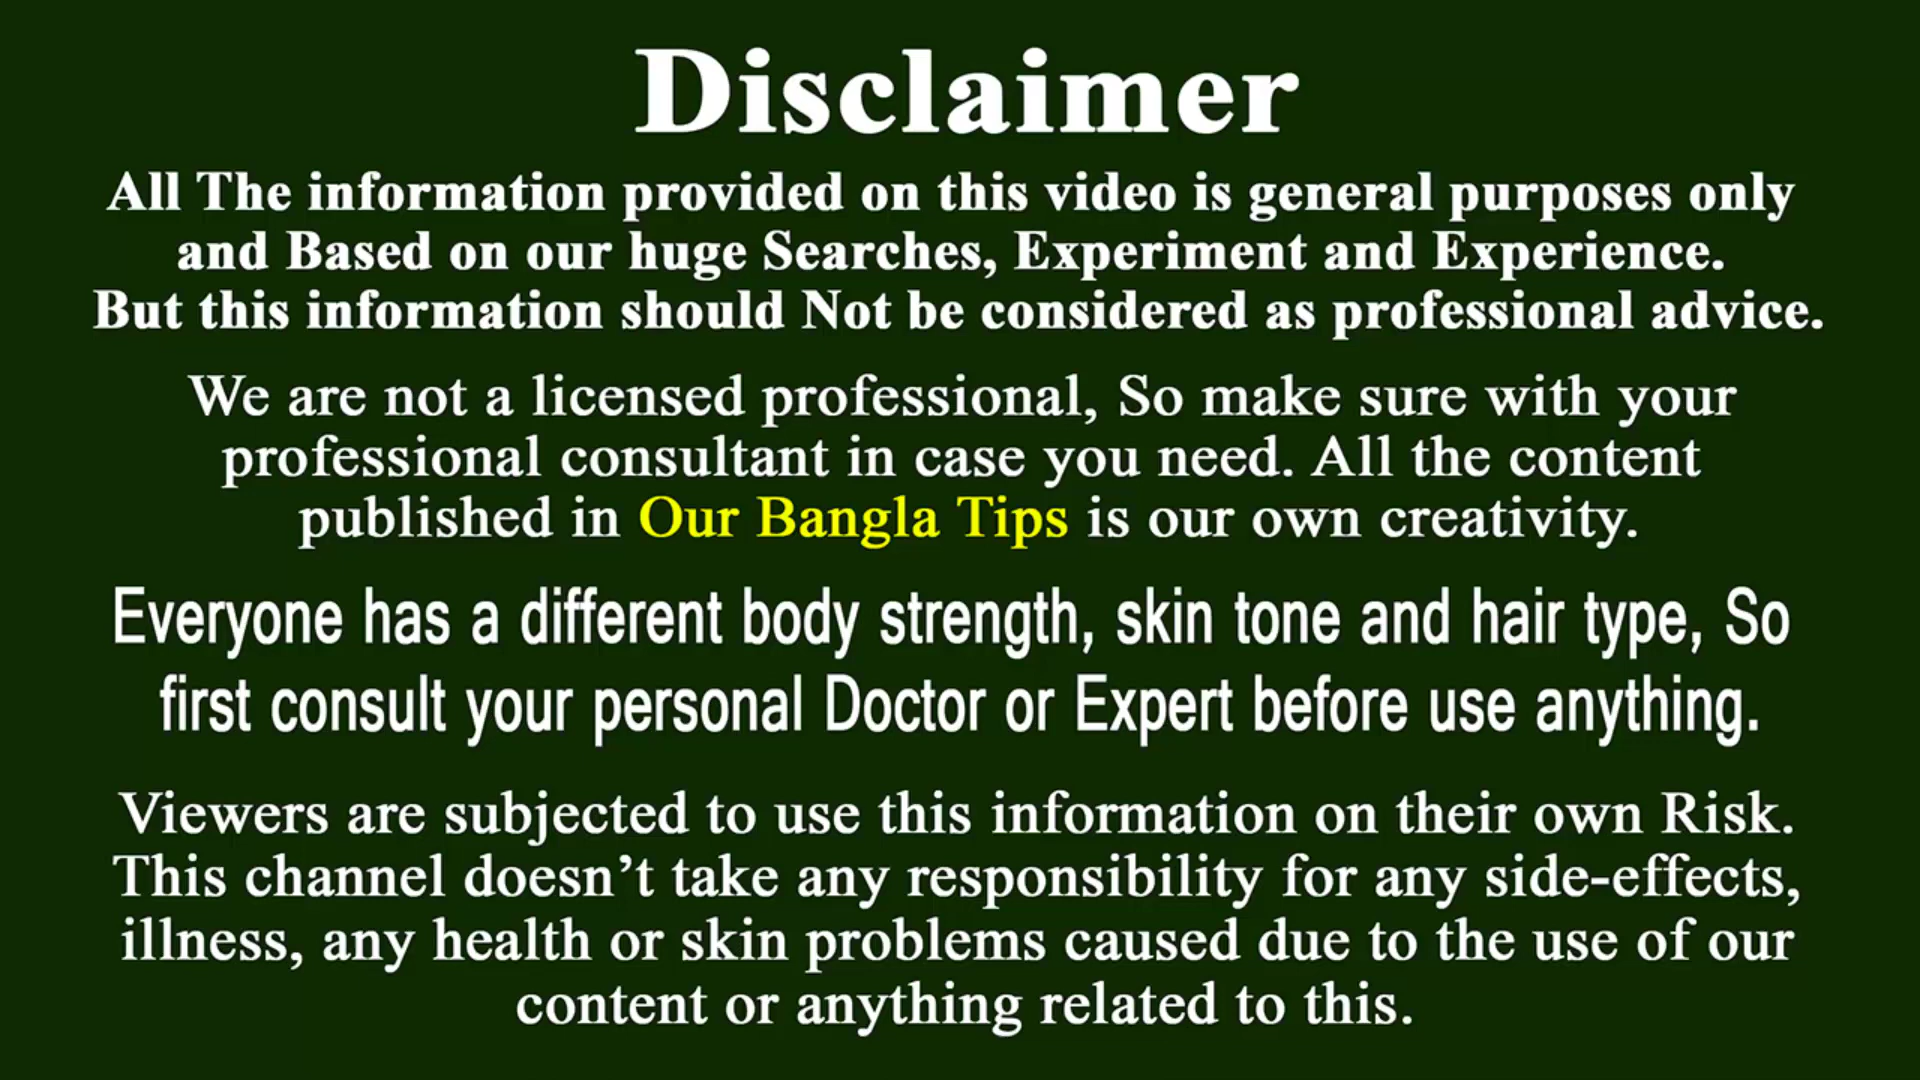 Disclaimer
All The information provided on this video is general purposes only
and Based on our huge Searches, Experiment and Experience.
But this information should Not be considered as professional advice.
We are not a licensed professional, So make sure with your
professional consultant in case you need. All the content
published in Our Bangla Tips is our own creativity.
Everyone has a different body strength, skin tone and hair type, So
first consult your personal Doctor or Expert before use anything.
Viewers are subjected to use this information on their own Risk.
This channel doesn’t take any responsibility for any side-effects,
illness, any health or skin problems caused due to the use of our
content or anything related to this.